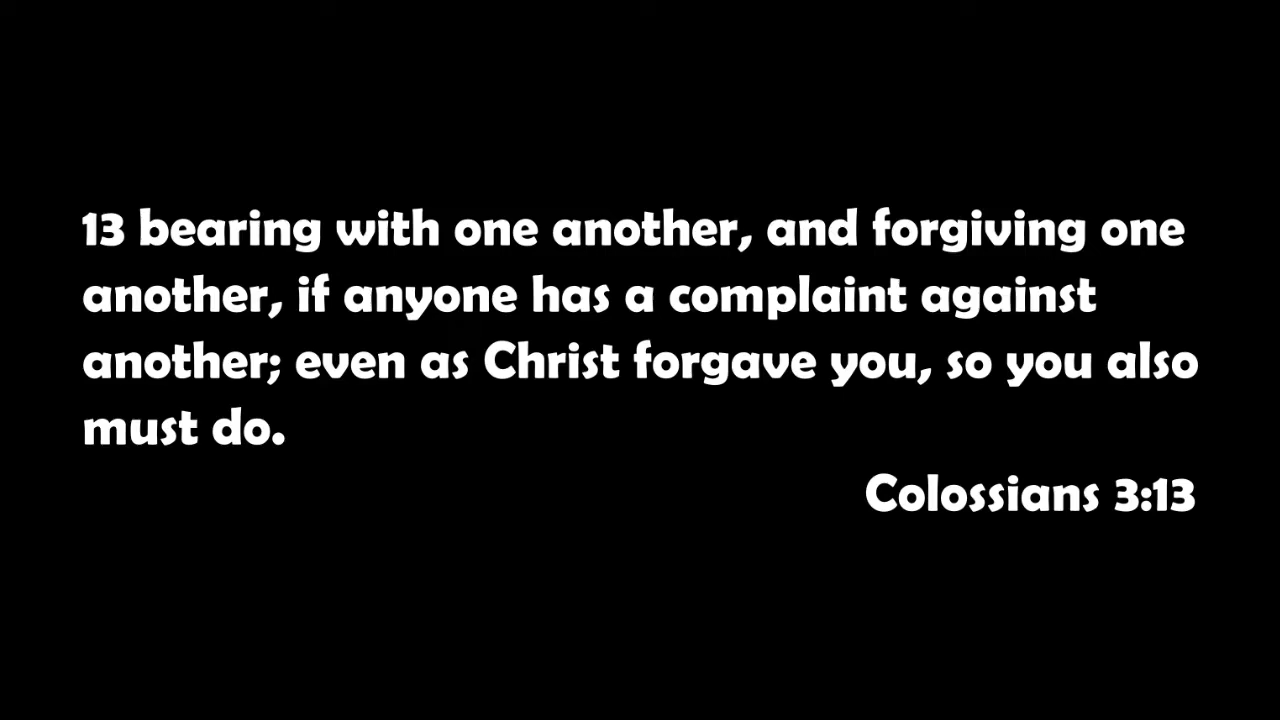 13 bearing with one another, and forgiving one
another, if anyone has a complaint against
another; even as Christ forgave you, so you also
must do.
Colossians 3:13